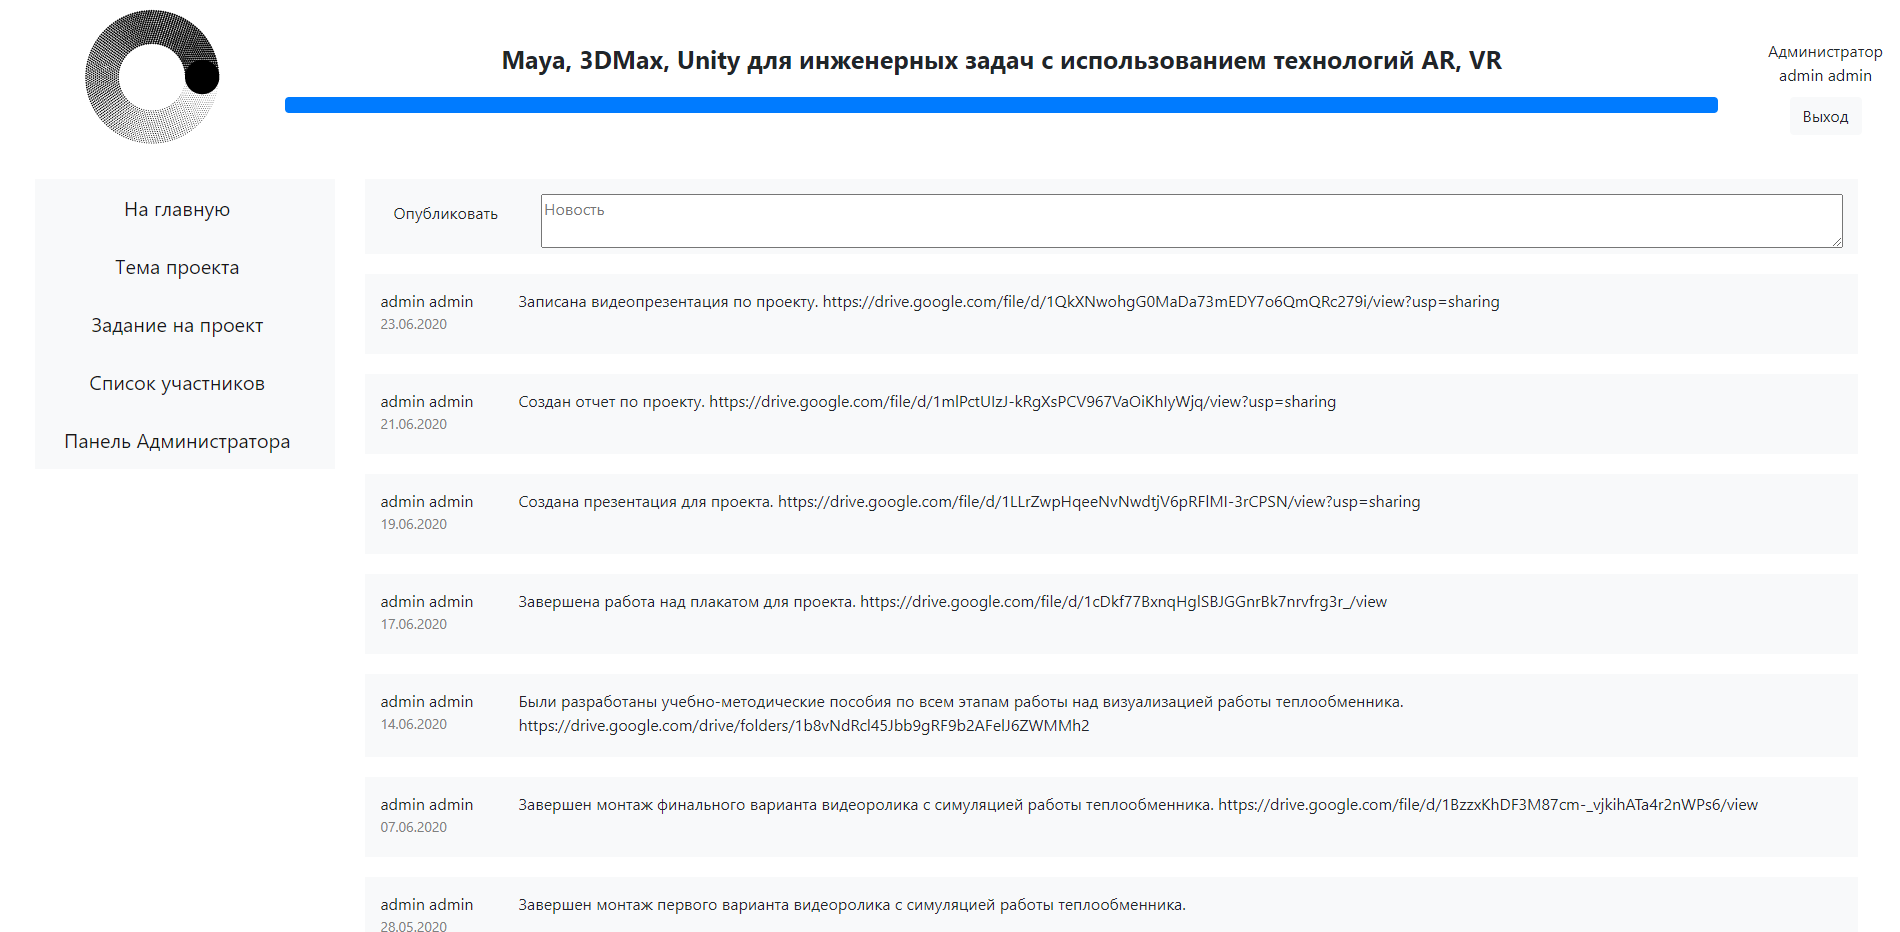 Maya, 3DMax, Unity для инженерных задач с использованием технологий AR, VR
Администратор
admin admin
Выход
На главную
Тема проекта
Задание на проект
Список участников
Панель Администратора
Опубликовать
Новость
admin admin
23.06.2020
Записана видеопрезентация по проекту. https://drive.google.com/file/d/1QkXNwohgG0MaDa73mEDY7o6QmQRc279i/view?usp=sharing
admin admin
21.06.2020
Создан отчет по проекту. https://drive.google.com/file/d/1mlPctUIzJ-kRgXsPCV967VaOiKhIyWjq/view?usp=sharing
admin admin
19.06.2020
Создана презентация для проекта. https://drive.google.com/file/d/1LLrZwpHqeeNvNwdtjV6pRFlMI-3rCPSN/view?usp=sharing
admin admin
17.06.2020
Завершена работа над плакатом для проекта. https://drive.google.com/file/d/1cDkf77BxnqHglSBJGGnrBk7nrvfrg3r_/view
admin admin
14.06.2020
Были разработаны учебно-методические пособия по всем этапам работы над визуализацией работы теплообменника.
https://drive.google.com/drive/folders/1b8vNdRcl45Jbb9gRF9b2AFelJ6ZWMMh2
admin admin
07.06.2020
Завершен монтаж финального варианта видеоролика с симуляцией работы теплообменника. https://drive.google.com/file/d/1BzzxKhDF3M87cm-_vjkihATa4r2nWPs6/view
admin admin
28.05.2020
Завершен монтаж первого варианта видеоролика с симуляцией работы теплообменника.